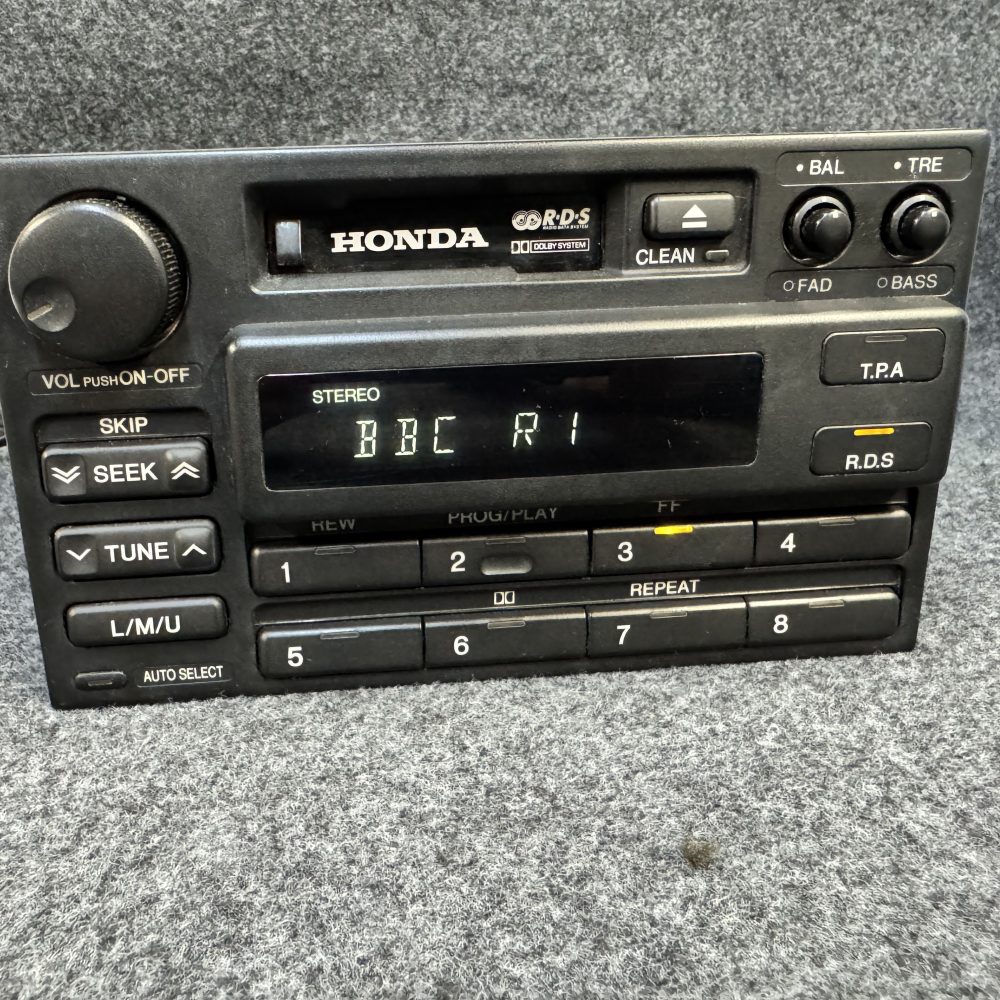 BAL TRE
HONDA
R·D·S
RADIO DATA SYSTEM
DOLBY SYSTEM
CLEAN
FAD BASS
VOL PUSH ON-OFF
STEREO
BBC R1
T.P.A
R.D.S
SKIP
SEEK
TUNE
L/M/U
AUTO SELECT
REW PROG/PLAY FF
1 2 3 4
REPEAT
5 6 7 8